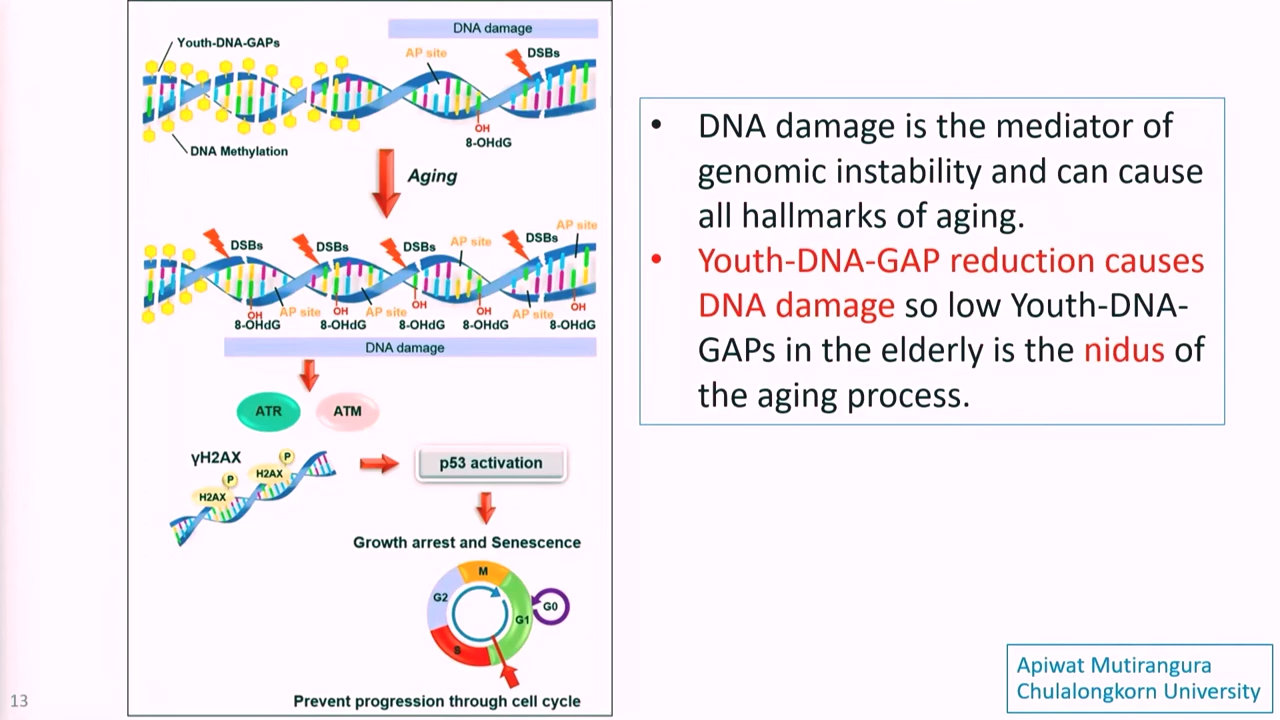 DNA damage
Youth-DNA-GAPs
AP site
DSBs
OH
8-OHdG
DNA Methylation
Aging
AP site
DSBs
DSBs
DSBs
AP site
DSBs
OH
AP site
OH
AP site
OH
OH
AP site
OH
8-OHdG
8-OHdG
8-OHdG
8-OHdG
8-OHdG
DNA damage
ATR
ATM
γH2AX
P
H2AX
P
H2AX
p53 activation
Growth arrest and Senescence
M
G2
G1
G0
S
Prevent progression through cell cycle
• DNA damage is the mediator of
genomic instability and can cause
all hallmarks of aging.
• Youth-DNA-GAP reduction causes
DNA damage so low Youth-DNA-
GAPs in the elderly is the nidus of
the aging process.
Apiwat Mutirangura
Chulalongkorn University
13